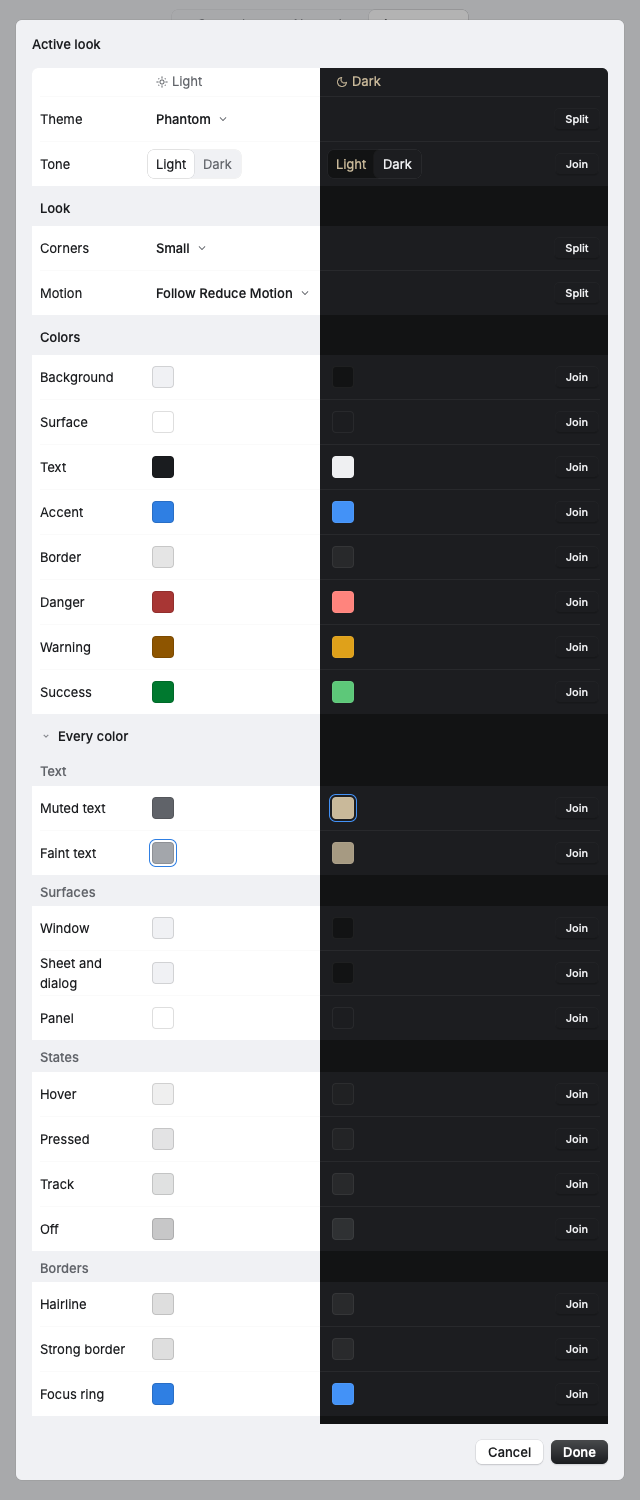 Active look
Light Dark
Theme Phantom Split
Tone Light Dark Light Dark Join
Look
Corners Small Split
Motion Follow Reduce Motion Split
Colors
Background Join
Surface Join
Text Join
Accent Join
Border Join
Danger Join
Warning Join
Success Join
Every color
Text
Muted text Join
Faint text Join
Surfaces
Window Join
Sheet and
dialog Join
Panel Join
States
Hover Join
Pressed Join
Track Join
Off Join
Borders
Hairline Join
Strong border Join
Focus ring Join
Cancel Done